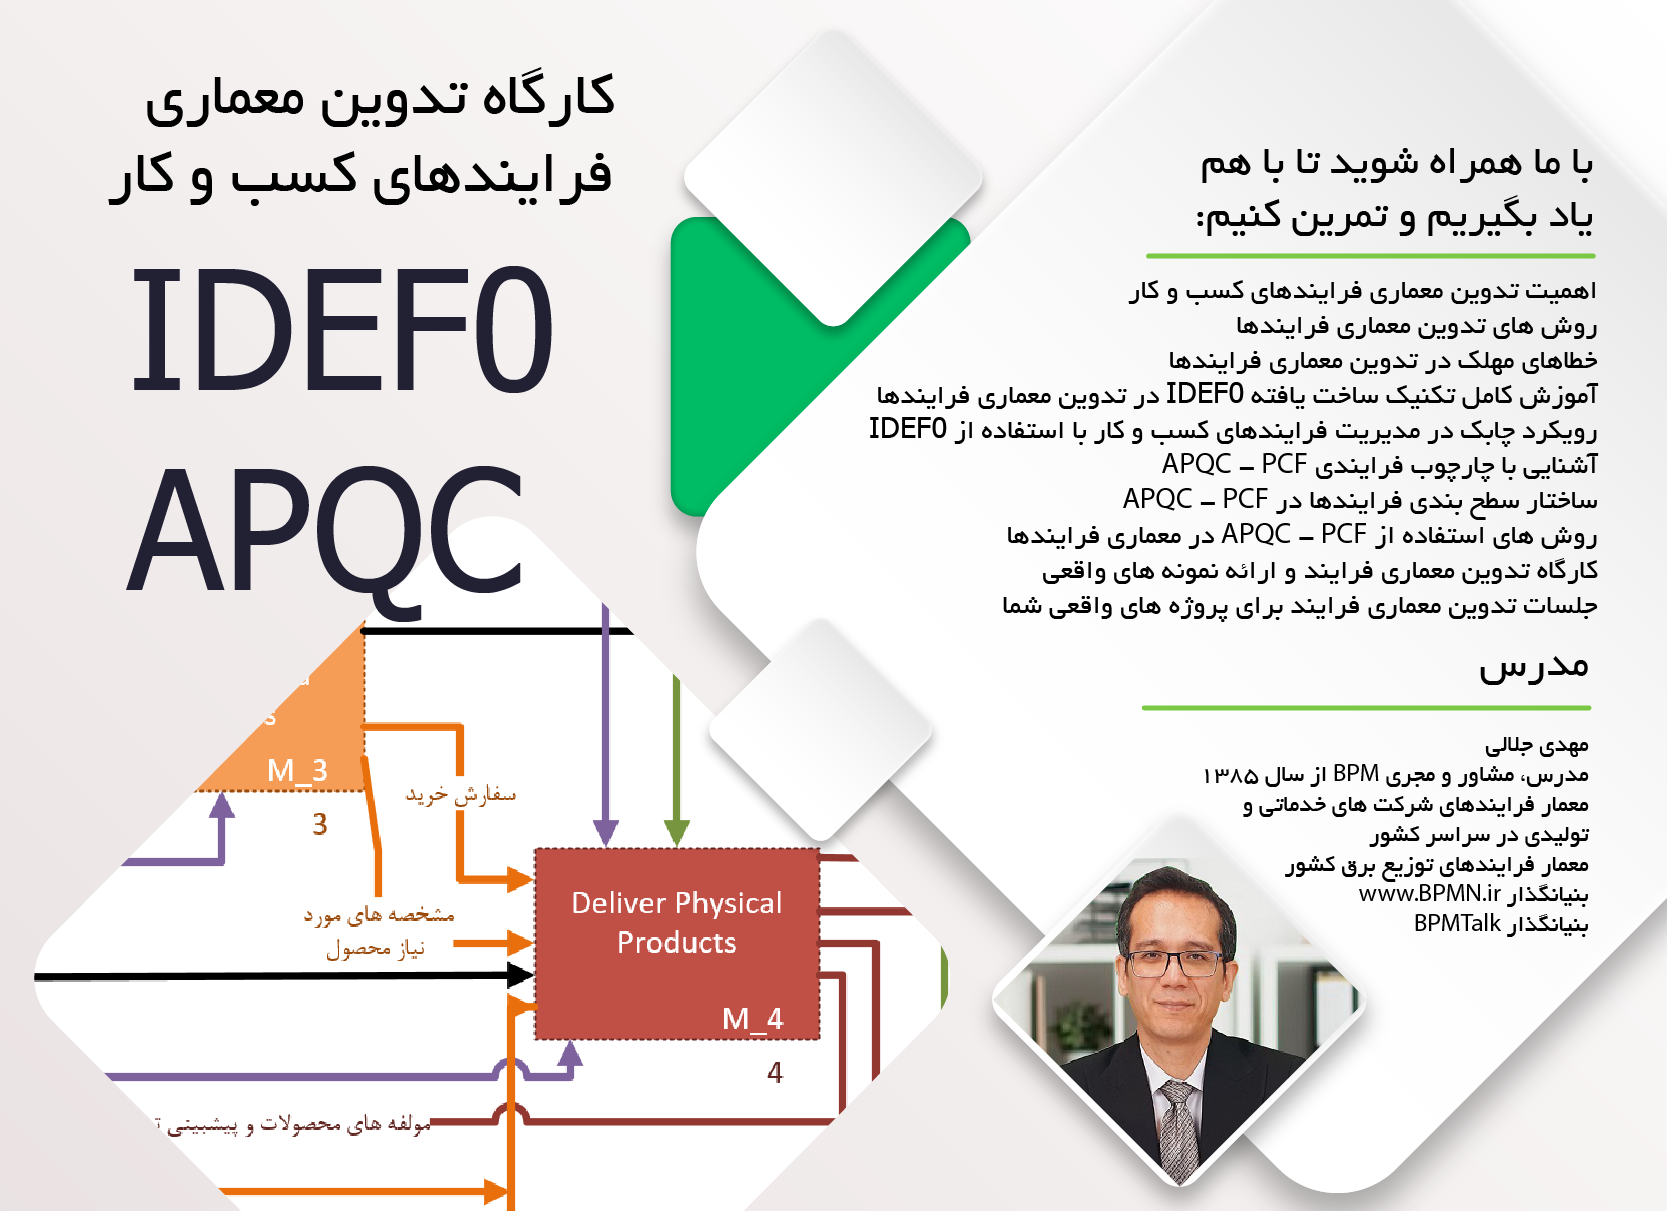 کارگاه تدوین معماری
فرایندهای کسب و کار
IDEF0
APQC
با ما همراه شوید تا با هم
یاد بگیریم و تمرین کنیم:
اهمیت تدوین معماری فرایندهای کسب و کار
روش های تدوین معماری فرایندها
خطاهای مهلک در تدوین معماری فرایندها
آموزش کامل تکنیک ساخت یافته IDEF0 در تدوین معماری فرایندها
رویکرد چابک در مدیریت فرایندهای کسب و کار با استفاده از IDEF0
آشنایی با چارچوب فرایندی APQC – PCF
ساختار سطح بندی فرایندها در APQC – PCF
روش های استفاده از APQC – PCF در معماری فرایندها
کارگاه تدوین معماری فرایند و ارائه نمونه های واقعی
جلسات تدوین معماری فرایند برای پروژه های واقعی شما
مدرس
مهدی جلالی
مدرس، مشاور و مجری BPM از سال ۱۳۸۵
معمار فرایندهای شرکت های خدماتی و
تولیدی در سراسر کشور
معمار فرایندهای توزیع برق کشور
بنیانگذار www.BPMN.ir
بنیانگذار BPMTalk
M_3
3
سفارش خرید
مشخصه های مورد
نیاز محصول
Deliver Physical
Products
M_4
4
مولفه های محصولات و پیشبینی